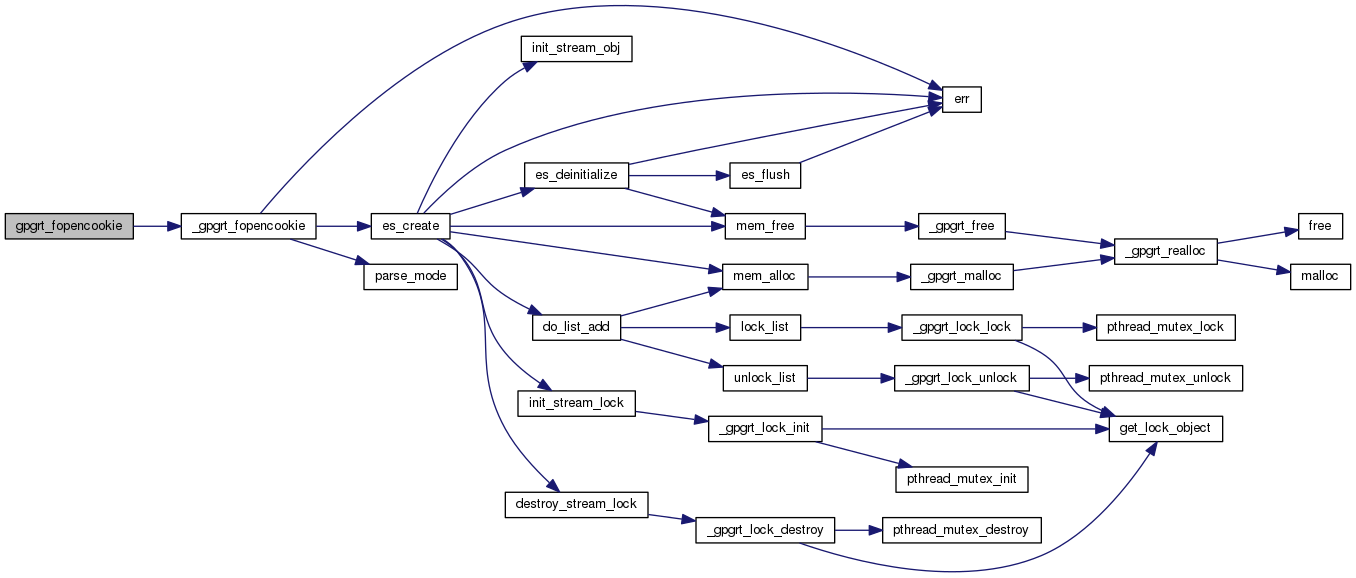 gpgrt_fopencookie
_gpgrt_fopencookie
es_create
parse_mode
init_stream_obj
es_deinitialize
do_list_add
init_stream_lock
destroy_stream_lock
es_flush
mem_free
mem_alloc
lock_list
unlock_list
_gpgrt_lock_init
_gpgrt_lock_destroy
err
_gpgrt_free
_gpgrt_malloc
_gpgrt_lock_lock
_gpgrt_lock_unlock
pthread_mutex_init
pthread_mutex_destroy
_gpgrt_realloc
pthread_mutex_lock
pthread_mutex_unlock
get_lock_object
free
malloc